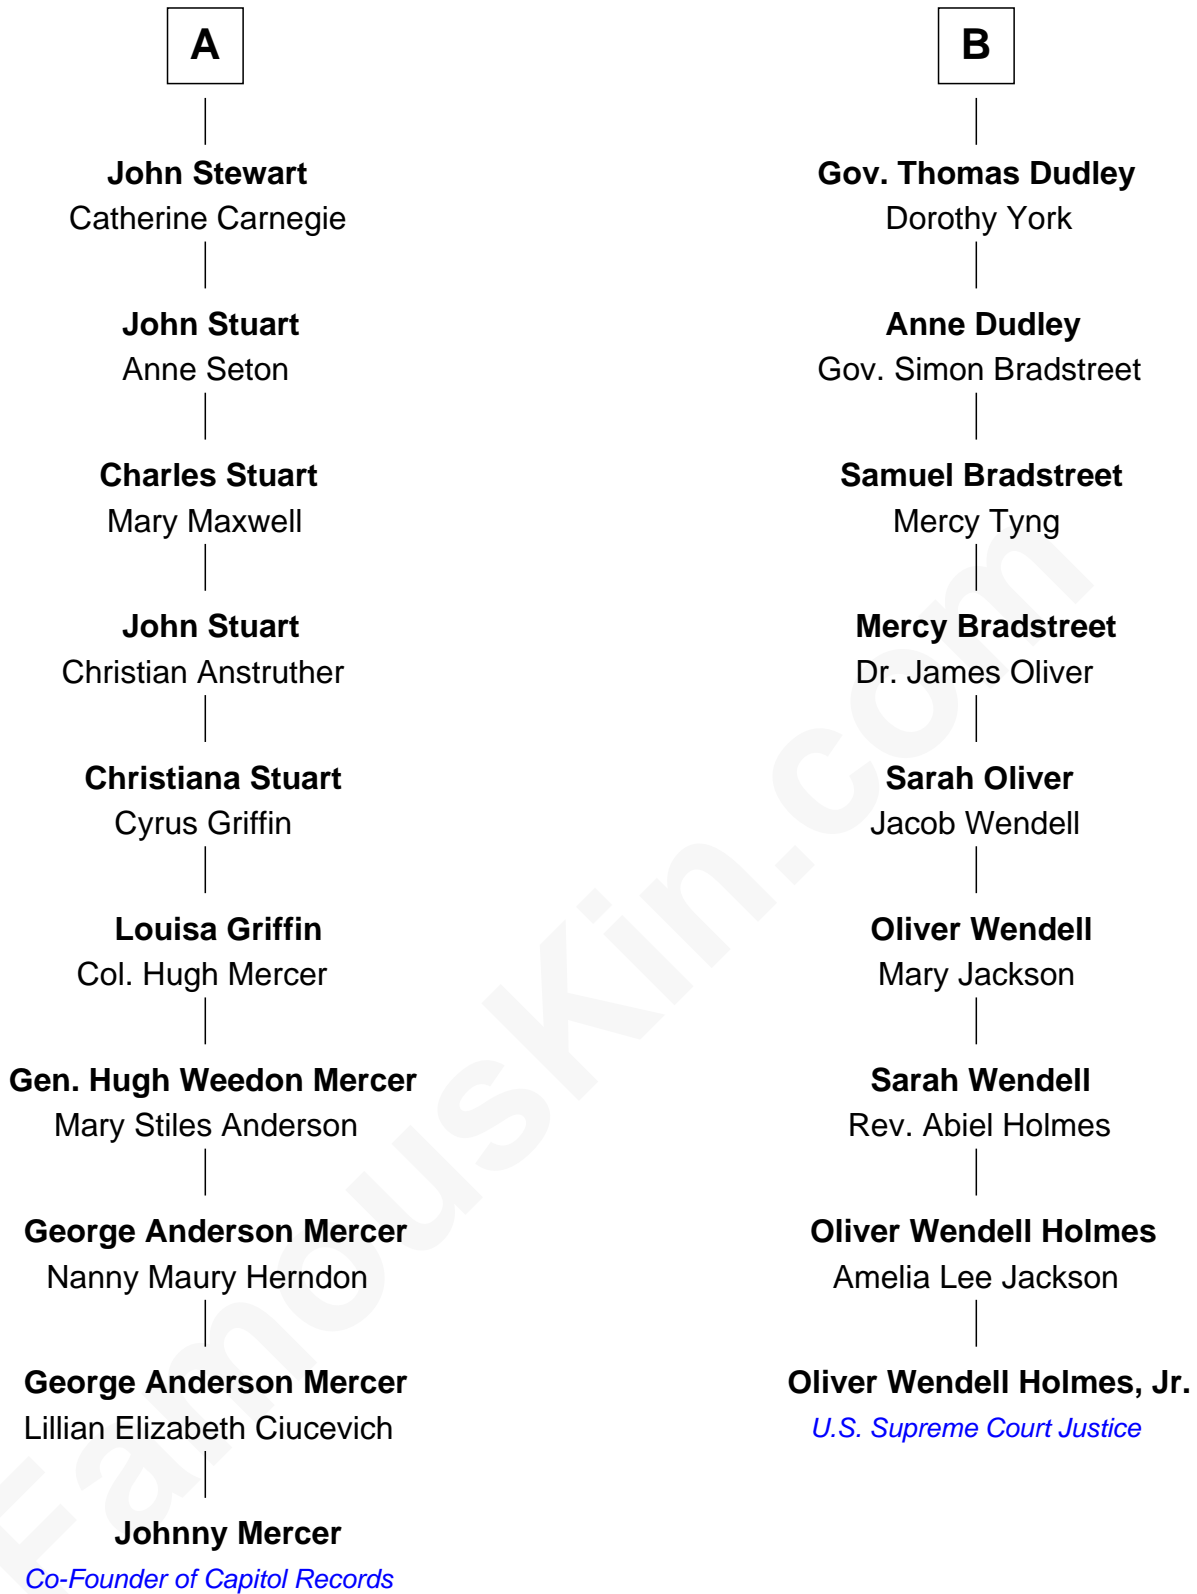 A
John Stewart
Catherine Carnegie
John Stuart
Anne Seton
Charles Stuart
Mary Maxwell
John Stuart
Christian Anstruther
Christiana Stuart
Cyrus Griffin
Louisa Griffin
Col. Hugh Mercer
Gen. Hugh Weedon Mercer
Mary Stiles Anderson
George Anderson Mercer
Nanny Maury Herndon
George Anderson Mercer
Lillian Elizabeth Ciucevich
Johnny Mercer
Co-Founder of Capitol Records
B
Gov. Thomas Dudley
Dorothy York
Anne Dudley
Gov. Simon Bradstreet
Samuel Bradstreet
Mercy Tyng
Mercy Bradstreet
Dr. James Oliver
Sarah Oliver
Jacob Wendell
Oliver Wendell
Mary Jackson
Sarah Wendell
Rev. Abiel Holmes
Oliver Wendell Holmes
Amelia Lee Jackson
Oliver Wendell Holmes, Jr.
U.S. Supreme Court Justice
FamousKin.com